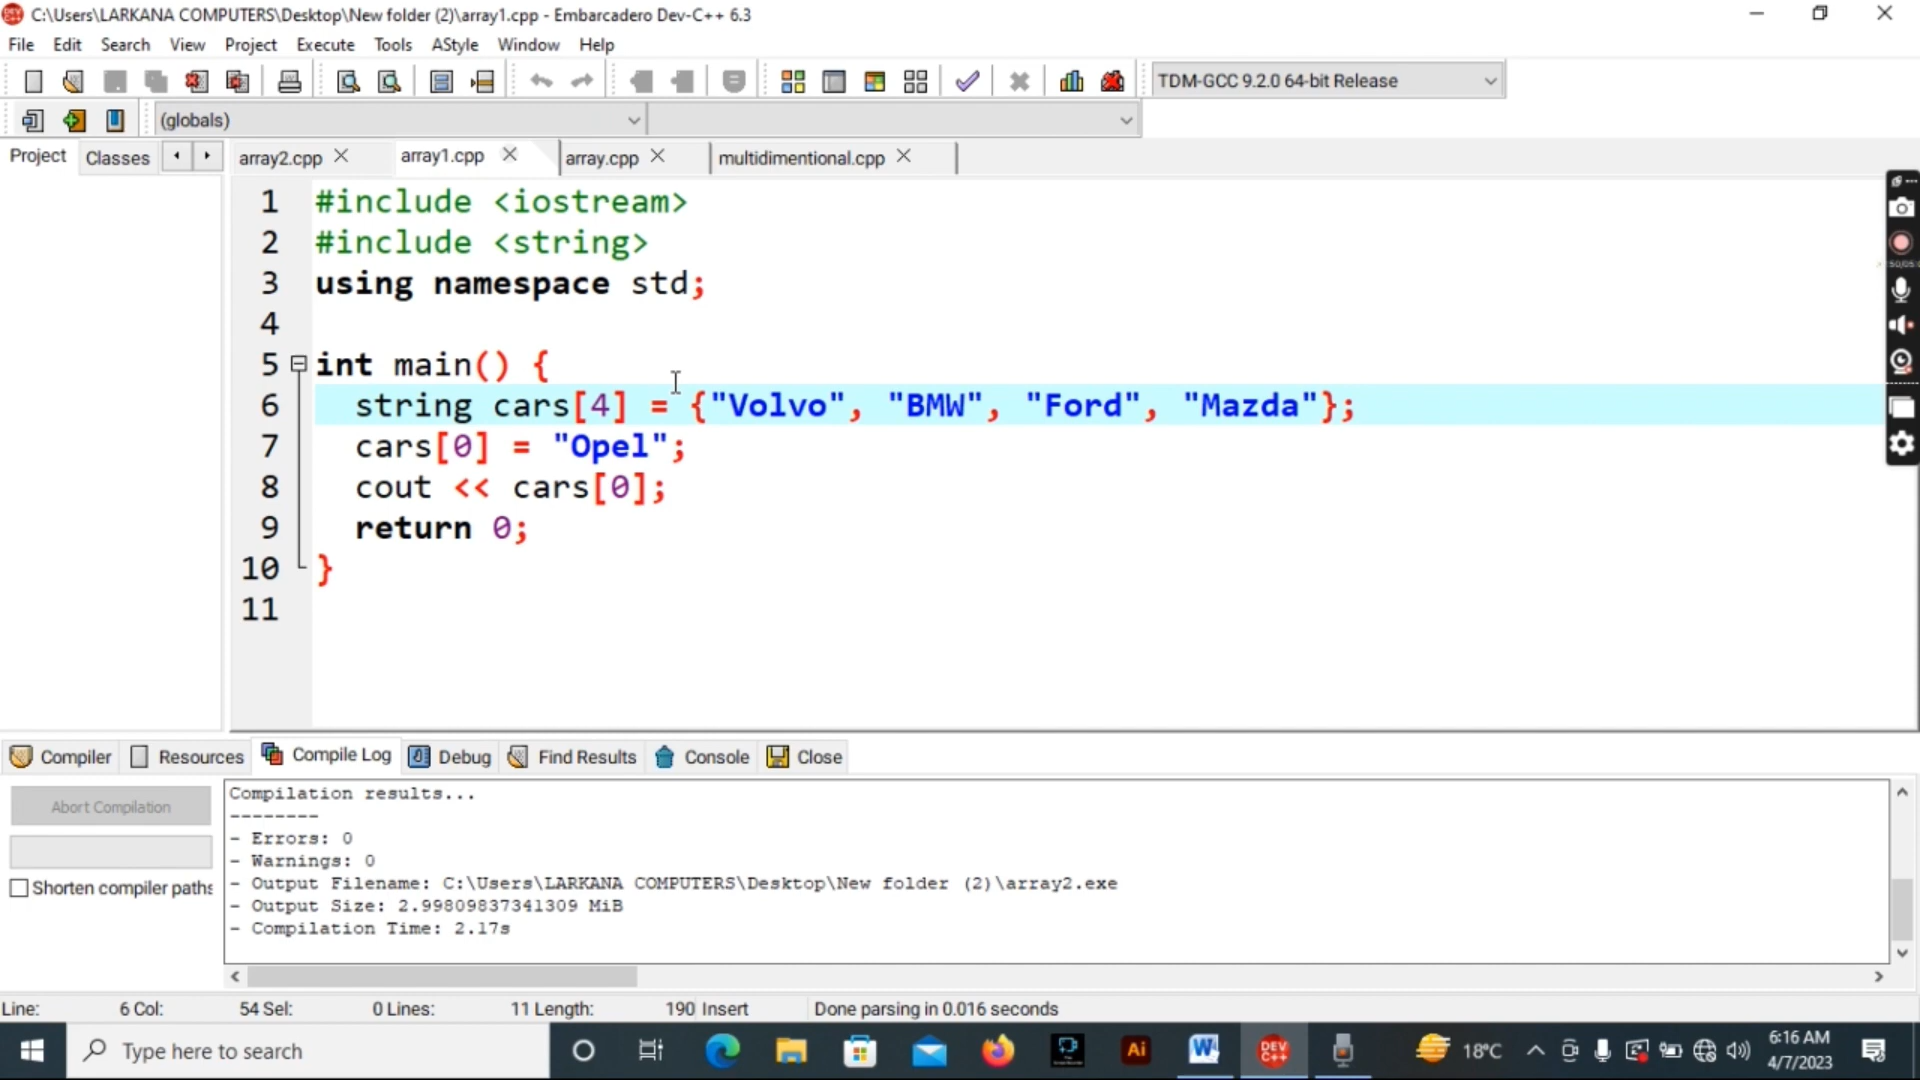 C:\Users\LARKANA COMPUTERS\Desktop\New folder (2)\array1.cpp - Embarcadero Dev-C++ 6.3
File Edit Search View Project Execute Tools AStyle Window Help
TDM-GCC 9.2.0 64-bit Release
(globals)
Project Classes array2.cpp array1.cpp array.cpp multidimentional.cpp
1 #include <iostream>
2 #include <string>
3 using namespace std;
4
5 int main() {
6 string cars[4] = {"Volvo", "BMW", "Ford", "Mazda"};
7 cars[0] = "Opel";
8 cout << cars[0];
9 return 0;
10 }
11
Compiler Resources Compile Log Debug Find Results Console Close
Abort Compilation
Shorten compiler paths
Compilation results...
--------
- Errors: 0
- Warnings: 0
- Output Filename: C:\Users\LARKANA COMPUTERS\Desktop\New folder (2)\array2.exe
- Output Size: 2.99809837341309 MiB
- Compilation Time: 2.17s
Line: 6 Col: 54 Sel: 0 Lines: 11 Length: 190 Insert Done parsing in 0.016 seconds
Type here to search
Ai
W
DEV C++
18°C
6:16 AM
4/7/2023